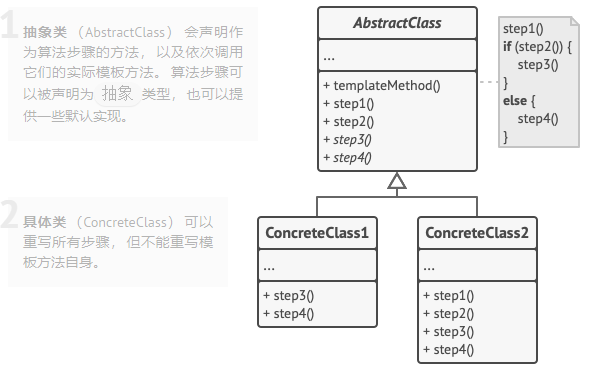 1
抽象类 （AbstractClass） 会声明作
为算法步骤的方法， 以及依次调用
它们的实际模板方法。 算法步骤可
以被声明为 抽象 类型， 也可以提
供一些默认实现。
AbstractClass
...
+ templateMethod()
+ step1()
+ step2()
+ step3()
+ step4()
step1()
if (step2()) {
step3()
}
else {
step4()
}
2
具体类 （ConcreteClass） 可以
重写所有步骤， 但不能重写模
板方法自身。
ConcreteClass1
...
+ step3()
+ step4()
ConcreteClass2
...
+ step1()
+ step2()
+ step3()
+ step4()